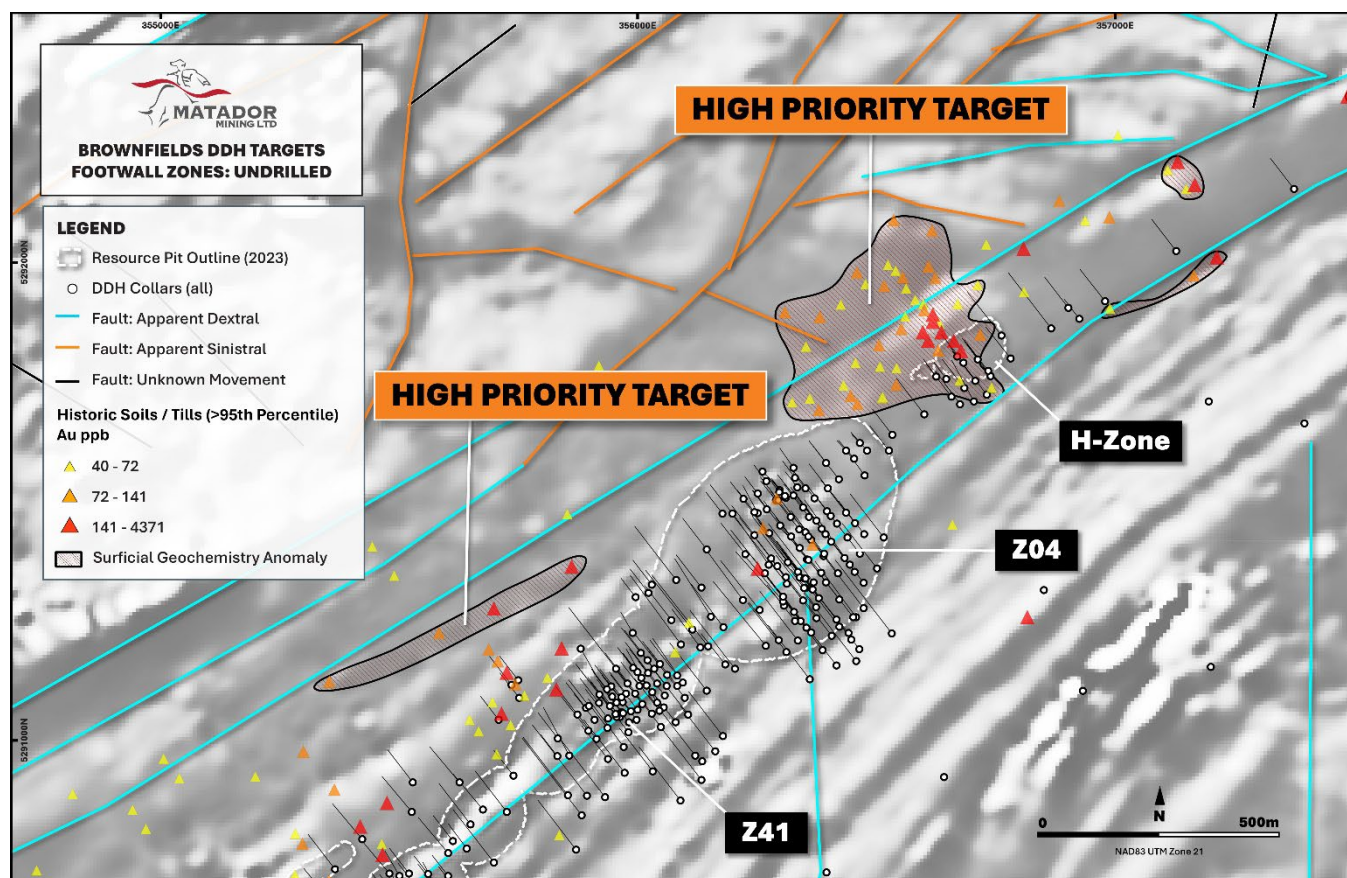 355000E
356000E
357000E
MATADOR
MINING LTD
BROWNFIELDS DDH TARGETS
FOOTWALL ZONES: UNDRILLED
LEGEND
Resource Pit Outline (2023)
DDH Collars (all)
Fault: Apparent Dextral
Fault: Apparent Sinistral
Fault: Unknown Movement
Historic Soils / Tills (>95th Percentile)
Au ppb
40 - 72
72 - 141
141 - 4371
Surficial Geochemistry Anomaly
HIGH PRIORITY TARGET
5292000N
HIGH PRIORITY TARGET
H-Zone
Z04
5291000N
Z41
0
500m
N
NAD83 UTM Zone 21